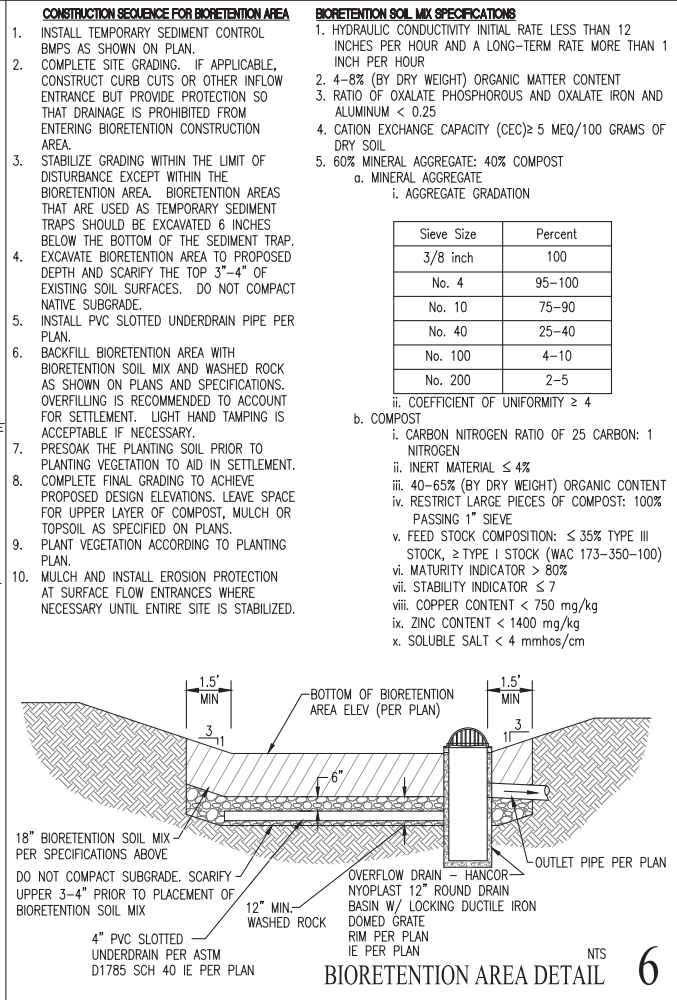 CONSTRUCTION SEQUENCE FOR BIORETENTION AREA
1. INSTALL TEMPORARY SEDIMENT CONTROL
BMPS AS SHOWN ON PLAN.
2. COMPLETE SITE GRADING. IF APPLICABLE,
CONSTRUCT CURB CUTS OR OTHER INFLOW
ENTRANCE BUT PROVIDE PROTECTION SO
THAT DRAINAGE IS PROHIBITED FROM
ENTERING BIORETENTION CONSTRUCTION
AREA.
3. STABILIZE GRADING WITHIN THE LIMIT OF
DISTURBANCE EXCEPT WITHIN THE
BIORETENTION AREA. BIORETENTION AREAS
THAT ARE USED AS TEMPORARY SEDIMENT
TRAPS SHOULD BE EXCAVATED 6 INCHES
BELOW THE BOTTOM OF THE SEDIMENT TRAP.
4. EXCAVATE BIORETENTION AREA TO PROPOSED
DEPTH AND SCARIFY THE TOP 3"-4" OF
EXISTING SOIL SURFACES. DO NOT COMPACT
NATIVE SUBGRADE.
5. INSTALL PVC SLOTTED UNDERDRAIN PIPE PER
PLAN.
6. BACKFILL BIORETENTION AREA WITH
BIORETENTION SOIL MIX AND WASHED ROCK
AS SHOWN ON PLANS AND SPECIFICATIONS.
OVERFILLING IS RECOMMENDED TO ACCOUNT
FOR SETTLEMENT. LIGHT HAND TAMPING IS
ACCEPTABLE IF NECESSARY.
7. PRESOAK THE PLANTING SOIL PRIOR TO
PLANTING VEGETATION TO AID IN SETTLEMENT.
8. COMPLETE FINAL GRADING TO ACHIEVE
PROPOSED DESIGN ELEVATIONS. LEAVE SPACE
FOR UPPER LAYER OF COMPOST, MULCH OR
TOPSOIL AS SPECIFIED ON PLANS.
9. PLANT VEGETATION ACCORDING TO PLANTING
PLAN.
10. MULCH AND INSTALL EROSION PROTECTION
AT SURFACE FLOW ENTRANCES WHERE
NECESSARY UNTIL ENTIRE SITE IS STABILIZED.
BIORETENTION SOIL MIX SPECIFICATIONS
1. HYDRAULIC CONDUCTIVITY INITIAL RATE LESS THAN 12
INCHES PER HOUR AND A LONG-TERM RATE MORE THAN 1
INCH PER HOUR
2. 4-8% (BY DRY WEIGHT) ORGANIC MATTER CONTENT
3. RATIO OF OXALATE PHOSPHOROUS AND OXALATE IRON AND
ALUMINUM < 0.25
4. CATION EXCHANGE CAPACITY (CEC)≥ 5 MEQ/100 GRAMS OF
DRY SOIL
5. 60% MINERAL AGGREGATE: 40% COMPOST
a. MINERAL AGGREGATE
i. AGGREGATE GRADATION
Sieve Size Percent
3/8 inch 100
No. 4 95-100
No. 10 75-90
No. 40 25-40
No. 100 4-10
No. 200 2-5
ii. COEFFICIENT OF UNIFORMITY ≥ 4
b. COMPOST
i. CARBON NITROGEN RATIO OF 25 CARBON: 1
NITROGEN
ii. INERT MATERIAL ≤ 4%
iii. 40-65% (BY DRY WEIGHT) ORGANIC CONTENT
iv. RESTRICT LARGE PIECES OF COMPOST: 100%
PASSING 1" SIEVE
v. FEED STOCK COMPOSITION: ≤ 35% TYPE III
STOCK, ≥ TYPE I STOCK (WAC 173-350-100)
vi. MATURITY INDICATOR > 80%
vii. STABILITY INDICATOR ≤ 7
viii. COPPER CONTENT < 750 mg/kg
ix. ZINC CONTENT < 1400 mg/kg
x. SOLUBLE SALT < 4 mmhos/cm
1.5'
MIN
BOTTOM OF BIORETENTION
AREA ELEV (PER PLAN)
1.5'
MIN
3
1
3
1
6"
18" BIORETENTION SOIL MIX
PER SPECIFICATIONS ABOVE
DO NOT COMPACT SUBGRADE. SCARIFY
UPPER 3-4" PRIOR TO PLACEMENT OF
BIORETENTION SOIL MIX
4" PVC SLOTTED
UNDERDRAIN PER ASTM
D1785 SCH 40 IE PER PLAN
12" MIN.
WASHED ROCK
OVERFLOW DRAIN - HANCOR
NYOPLAST 12" ROUND DRAIN
BASIN W/ LOCKING DUCTILE IRON
DOMED GRATE
RIM PER PLAN
IE PER PLAN
OUTLET PIPE PER PLAN
NTS
BIORETENTION AREA DETAIL 6